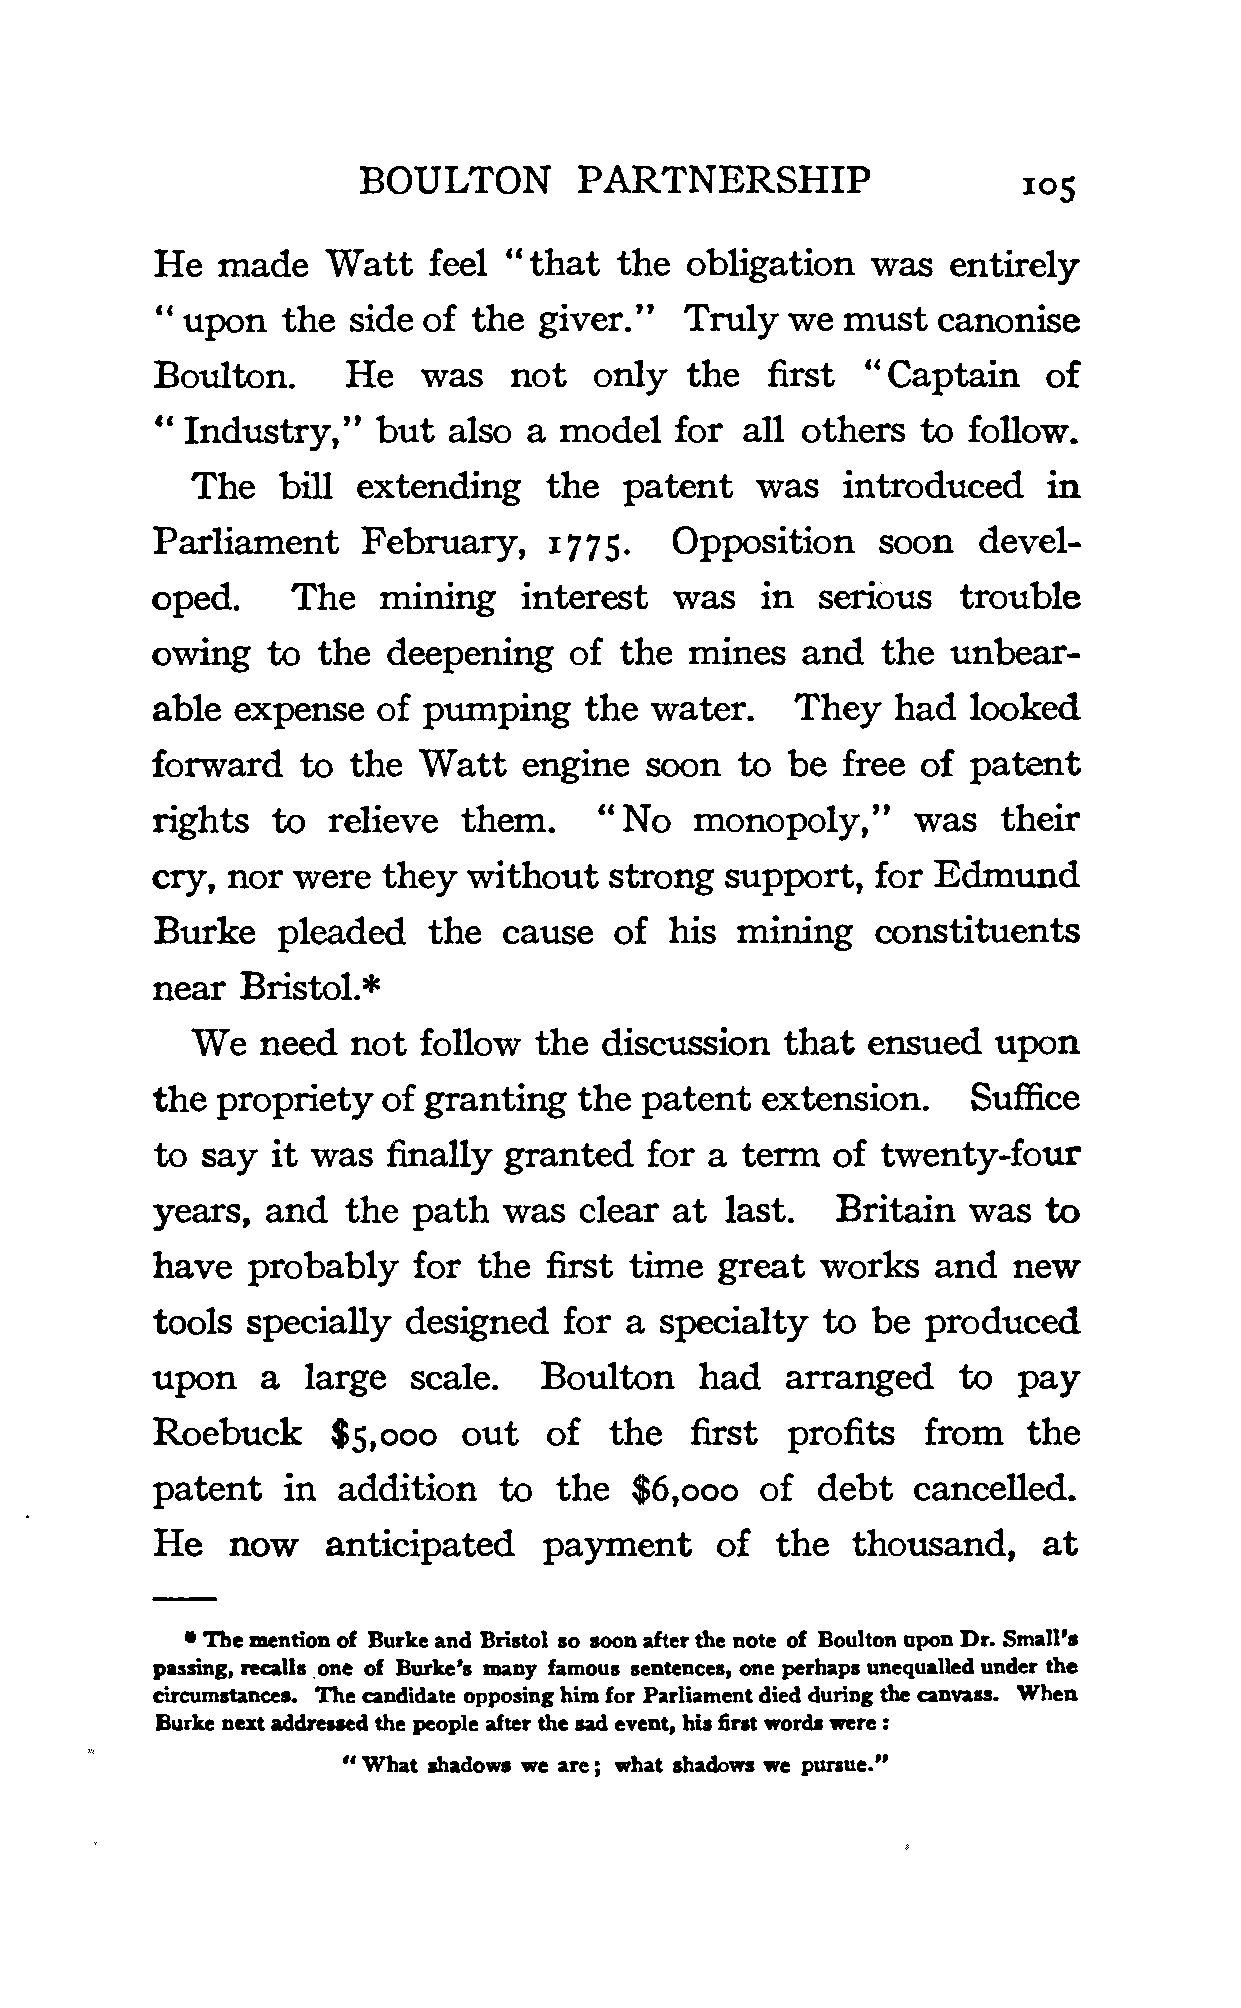 BOULTON PARTNERSHIP 105
He made Watt feel "that the obligation was entirely
"upon the side of the giver." Truly we must canonise
Boulton. He was not only the first "Captain of
"Industry," but also a model for all others to follow.
The bill extending the patent was introduced in
Parliament February, 1775. Opposition soon devel-
oped. The mining interest was in serious trouble
owing to the deepening of the mines and the unbear-
able expense of pumping the water. They had looked
forward to the Watt engine soon to be free of patent
rights to relieve them. "No monopoly," was their
cry, nor were they without strong support, for Edmund
Burke pleaded the cause of his mining constituents
near Bristol.*
We need not follow the discussion that ensued upon
the propriety of granting the patent extension. Suffice
to say it was finally granted for a term of twenty-four
years, and the path was clear at last. Britain was to
have probably for the first time great works and new
tools specially designed for a specialty to be produced
upon a large scale. Boulton had arranged to pay
Roebuck $5,000 out of the first profits from the
patent in addition to the $6,000 of debt cancelled.
He now anticipated payment of the thousand, at
* The mention of Burke and Bristol so soon after the note of Boulton upon Dr. Small's
passing, recalls one of Burke's many famous sentences, one perhaps unequalled under the
circumstances. The candidate opposing him for Parliament died during the canvass. When
Burke next addressed the people after the sad event, his first words were:
"What shadows we are; what shadows we pursue."